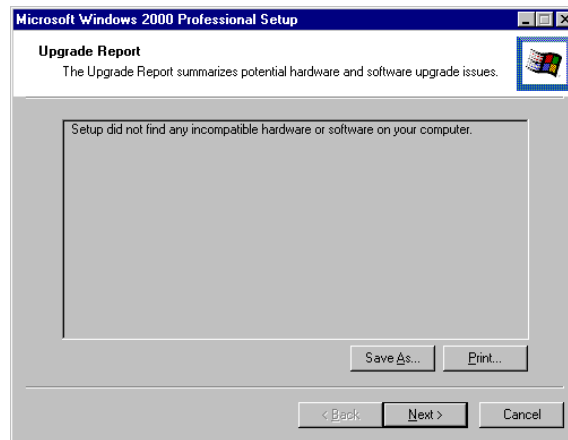 Microsoft Windows 2000 Professional Setup
Upgrade Report
The Upgrade Report summarizes potential hardware and software upgrade issues.
Setup did not find any incompatible hardware or software on your computer.
Save As... Print...
< Back Next > Cancel